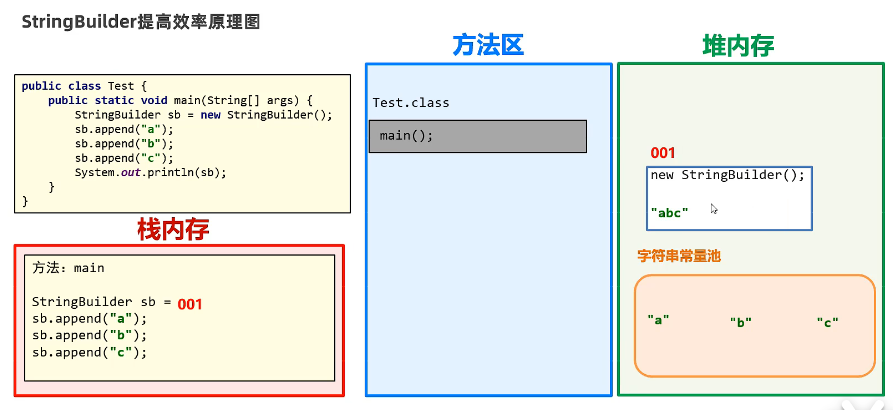 StringBuilder提高效率原理图
public class Test {
    public static void main(String[] args) {
        StringBuilder sb = new StringBuilder();
        sb.append("a");
        sb.append("b");
        sb.append("c");
        System.out.println(sb);
    }
}
栈内存
方法: main
StringBuilder sb = 001
sb.append("a");
sb.append("b");
sb.append("c");
方法区
Test.class
main();
堆内存
001
new StringBuilder();
"abc"
字符串常量池
"a" "b" "c"